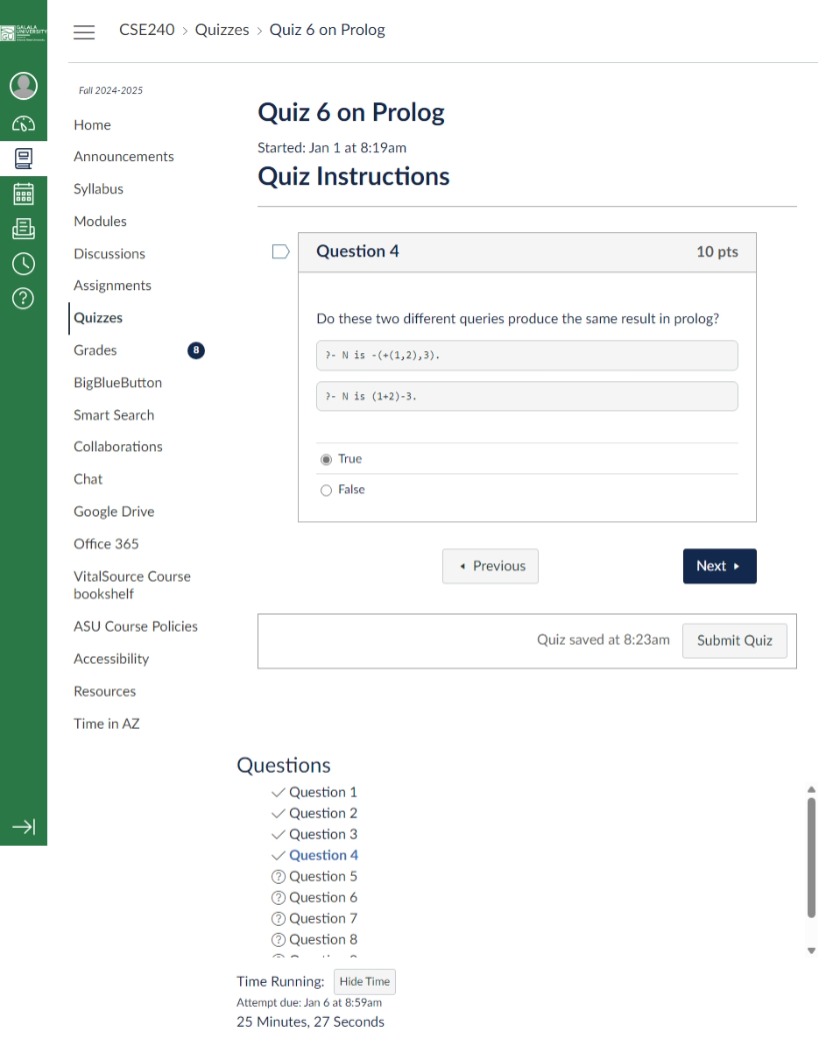 GALALA
UNIVERSITY
CSE240 > Quizzes > Quiz 6 on Prolog
Fall 2024-2025
Home
Announcements
Syllabus
Modules
Discussions
Assignments
Quizzes
Grades 8
BigBlueButton
Smart Search
Collaborations
Chat
Google Drive
Office 365
VitalSource Course
bookshelf
ASU Course Policies
Accessibility
Resources
Time in AZ
Quiz 6 on Prolog
Started: Jan 1 at 8:19am
Quiz Instructions
Question 4 10 pts
Do these two different queries produce the same result in prolog?
?- N is -(+(1,2),3).
?- N is (1+2)-3.
True
False
Previous
Next
Quiz saved at 8:23am Submit Quiz
Questions
Question 1
Question 2
Question 3
Question 4
Question 5
Question 6
Question 7
Question 8
Time Running: Hide Time
Attempt due: Jan 6 at 8:59am
25 Minutes, 27 Seconds